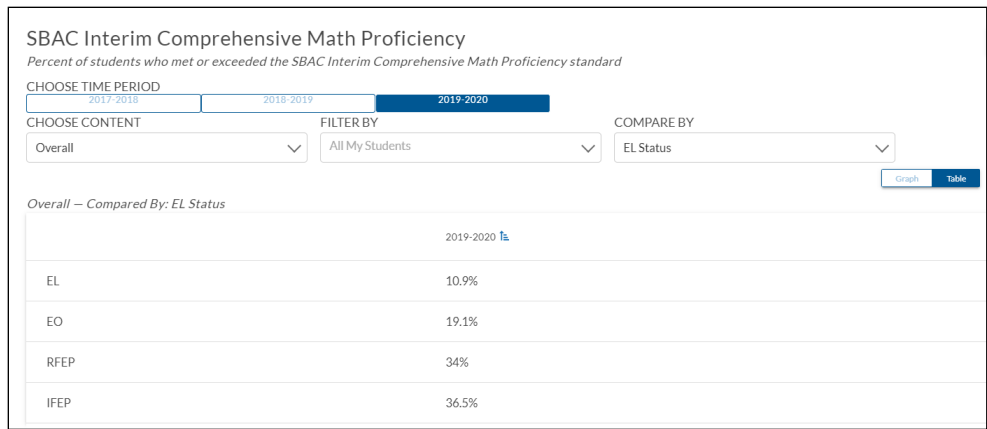 SBAC Interim Comprehensive Math Proficiency
Percent of students who met or exceeded the SBAC Interim Comprehensive Math Proficiency standard
CHOOSE TIME PERIOD
2017-2018 2018-2019 2019-2020
CHOOSE CONTENT FILTER BY COMPARE BY
Overall All My Students EL Status
Graph Table
Overall — Compared By: EL Status
2019-2020
EL 10.9%
EO 19.1%
RFEP 34%
IFEP 36.5%